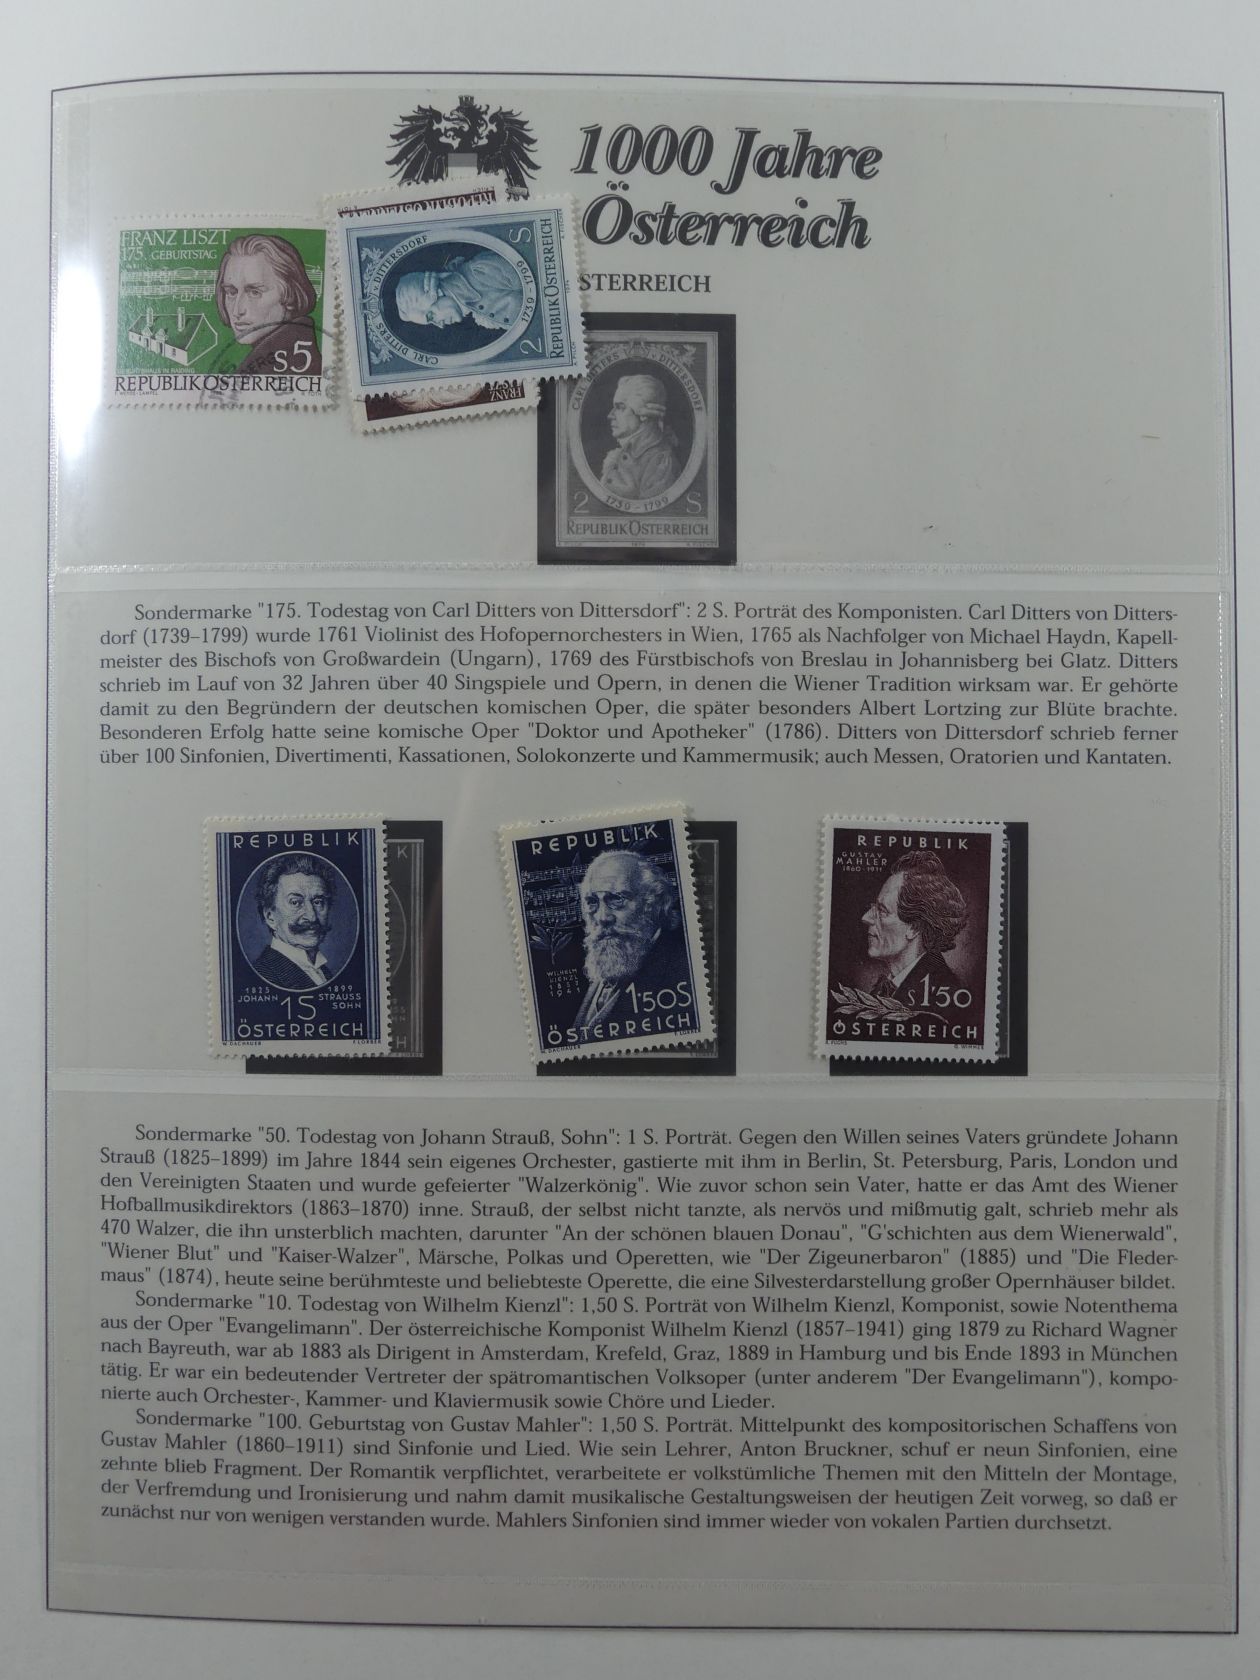 1000 Jahre
Österreich
STERREICH
FRANZ LISZT
175. GEBURTSTAG
S5
GEBURTSHAUS IN RAIDING
REPUBLIK ÖSTERREICH
CARL DITTERS V. DITTERSDORF
1739 - 1799
2 S
REPUBLIK ÖSTERREICH
FRANZ
CARL DITTERS V. DITTERSDORF
1739 - 1799
2 S
REPUBLIK ÖSTERREICH
Sondermarke "175. Todestag von Carl Ditters von Dittersdorf": 2 S. Porträt des Komponisten. Carl Ditters von Ditters-
dorf (1739–1799) wurde 1761 Violinist des Hofopernorchesters in Wien, 1765 als Nachfolger von Michael Haydn, Kapell-
meister des Bischofs von Großwardein (Ungarn), 1769 des Fürstbischofs von Breslau in Johannisberg bei Glatz. Ditters
schrieb im Lauf von 32 Jahren über 40 Singspiele und Opern, in denen die Wiener Tradition wirksam war. Er gehörte
damit zu den Begründern der deutschen komischen Oper, die später besonders Albert Lortzing zur Blüte brachte.
Besonderen Erfolg hatte seine komische Oper "Doktor und Apotheker" (1786). Ditters von Dittersdorf schrieb ferner
über 100 Sinfonien, Divertimenti, Kassationen, Solokonzerte und Kammermusik; auch Messen, Oratorien und Kantaten.
REPUBLIK
1825 1899
JOHANN STRAUSS
SOHN
1S
ÖSTERREICH
W. DACHAUER F. LORBER
REPUBLIK
WILHELM
KIENZL
1857
1941
1·50S
ÖSTERREICH
W. DACHAUER F. LORBER
REPUBLIK
GUSTAV
MAHLER
1860-1911
S1'50
ÖSTERREICH
E. FUCHS G. WIMMER
Sondermarke "50. Todestag von Johann Strauß, Sohn": 1 S. Porträt. Gegen den Willen seines Vaters gründete Johann
Strauß (1825–1899) im Jahre 1844 sein eigenes Orchester, gastierte mit ihm in Berlin, St. Petersburg, Paris, London und
den Vereinigten Staaten und wurde gefeierter "Walzerkönig". Wie zuvor schon sein Vater, hatte er das Amt des Wiener
Hofballmusikdirektors (1863–1870) inne. Strauß, der selbst nicht tanzte, als nervös und mißmutig galt, schrieb mehr als
470 Walzer, die ihn unsterblich machten, darunter "An der schönen blauen Donau", "G'schichten aus dem Wienerwald",
"Wiener Blut" und "Kaiser-Walzer", Märsche, Polkas und Operetten, wie "Der Zigeunerbaron" (1885) und "Die Fleder-
maus" (1874), heute seine berühmteste und beliebteste Operette, die eine Silvesterdarstellung großer Opernhäuser bildet.
Sondermarke "10. Todestag von Wilhelm Kienzl": 1,50 S. Porträt von Wilhelm Kienzl, Komponist, sowie Notenthema
aus der Oper "Evangelimann". Der österreichische Komponist Wilhelm Kienzl (1857–1941) ging 1879 zu Richard Wagner
nach Bayreuth, war ab 1883 als Dirigent in Amsterdam, Krefeld, Graz, 1889 in Hamburg und bis Ende 1893 in München
tätig. Er war ein bedeutender Vertreter der spätromantischen Volksoper (unter anderem "Der Evangelimann"), kompo-
nierte auch Orchester-, Kammer- und Klaviermusik sowie Chöre und Lieder.
Sondermarke "100. Geburtstag von Gustav Mahler": 1,50 S. Porträt. Mittelpunkt des kompositorischen Schaffens von
Gustav Mahler (1860–1911) sind Sinfonie und Lied. Wie sein Lehrer, Anton Bruckner, schuf er neun Sinfonien, eine
zehnte blieb Fragment. Der Romantik verpflichtet, verarbeitete er volkstümliche Themen mit den Mitteln der Montage,
der Verfremdung und Ironisierung und nahm damit musikalische Gestaltungsweisen der heutigen Zeit vorweg, so daß er
zunächst nur von wenigen verstanden wurde. Mahlers Sinfonien sind immer wieder von vokalen Partien durchsetzt.